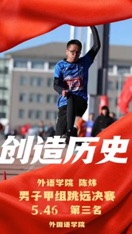 创造历史
外语学院 陈炜
男子甲组跳远决赛
5.46 第三名
外国语学院